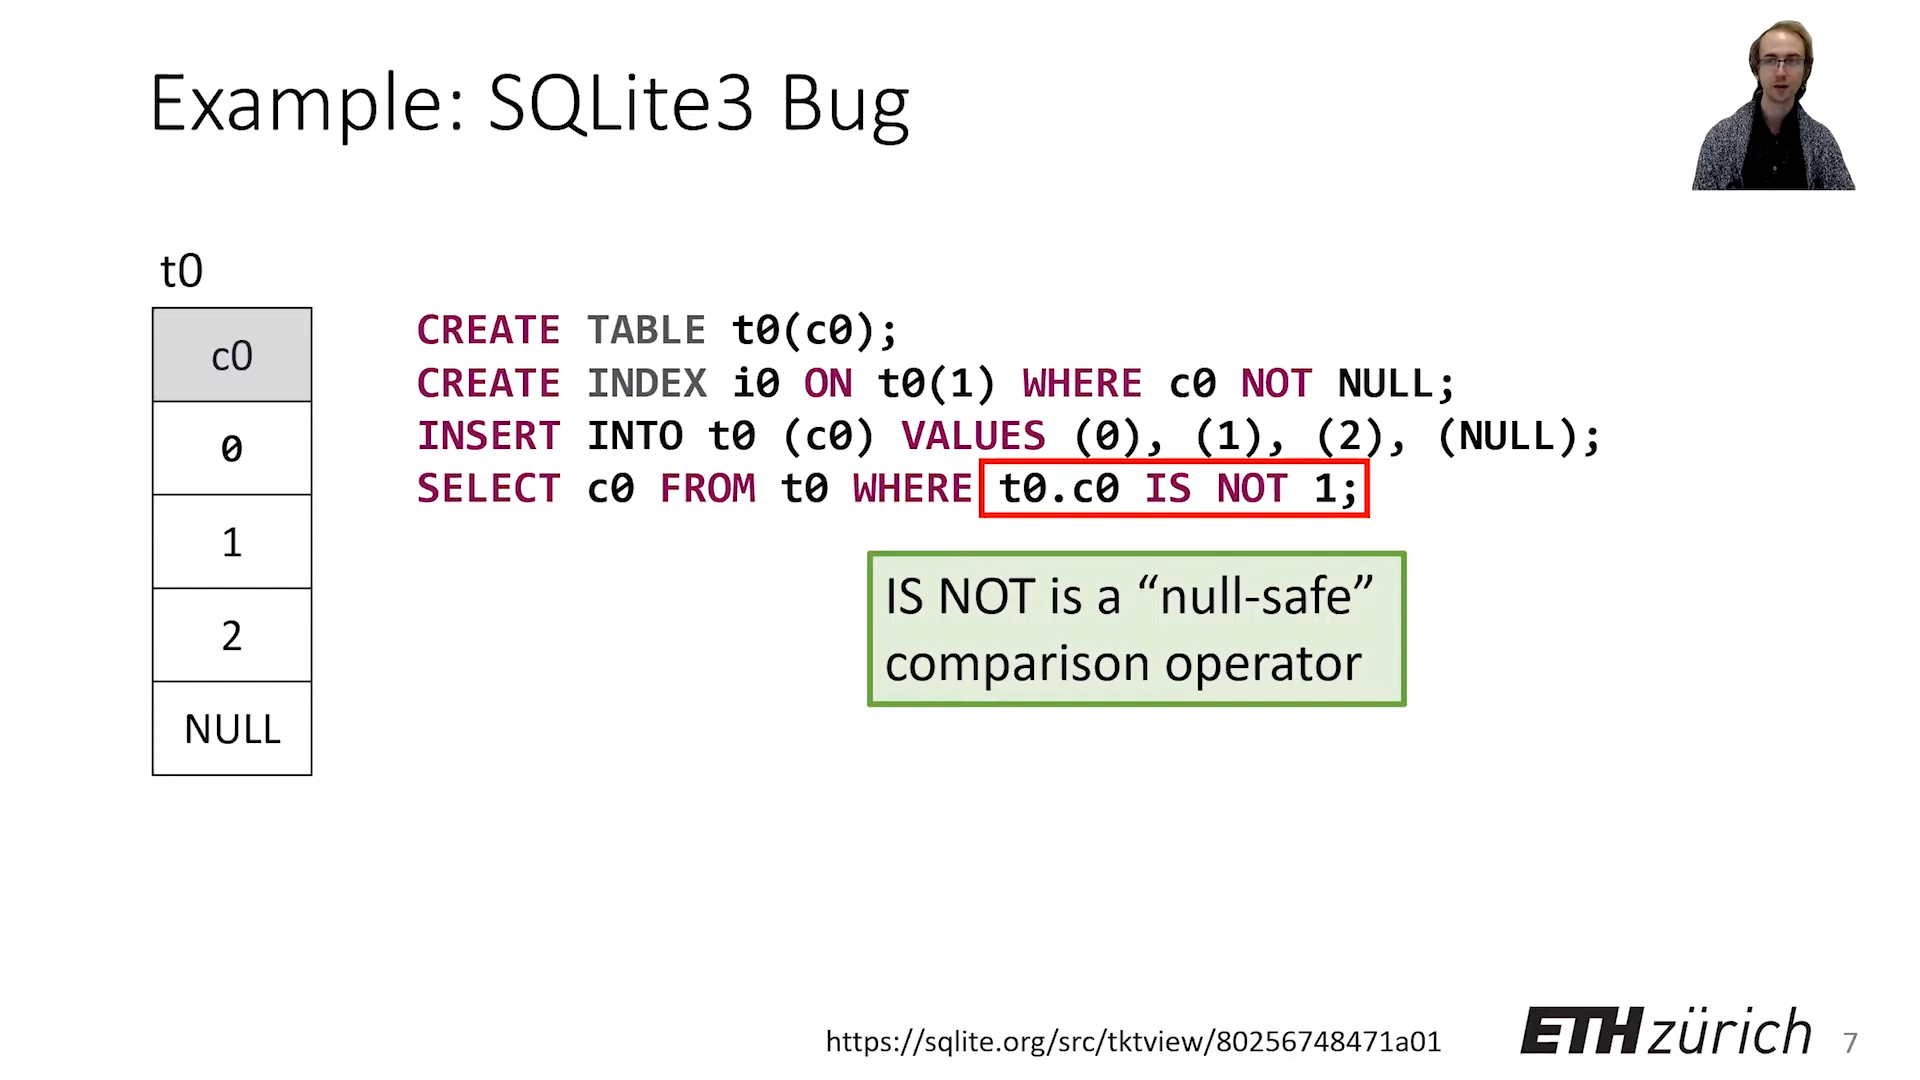 Example: SQLite3 Bug
t0
c0
0
1
2
NULL
CREATE TABLE t0(c0);
CREATE INDEX i0 ON t0(1) WHERE c0 NOT NULL;
INSERT INTO t0 (c0) VALUES (0), (1), (2), (NULL);
SELECT c0 FROM t0 WHERE t0.c0 IS NOT 1;
IS NOT is a “null-safe”
comparison operator
https://sqlite.org/src/tktview/80256748471a01
ETH zürich
7